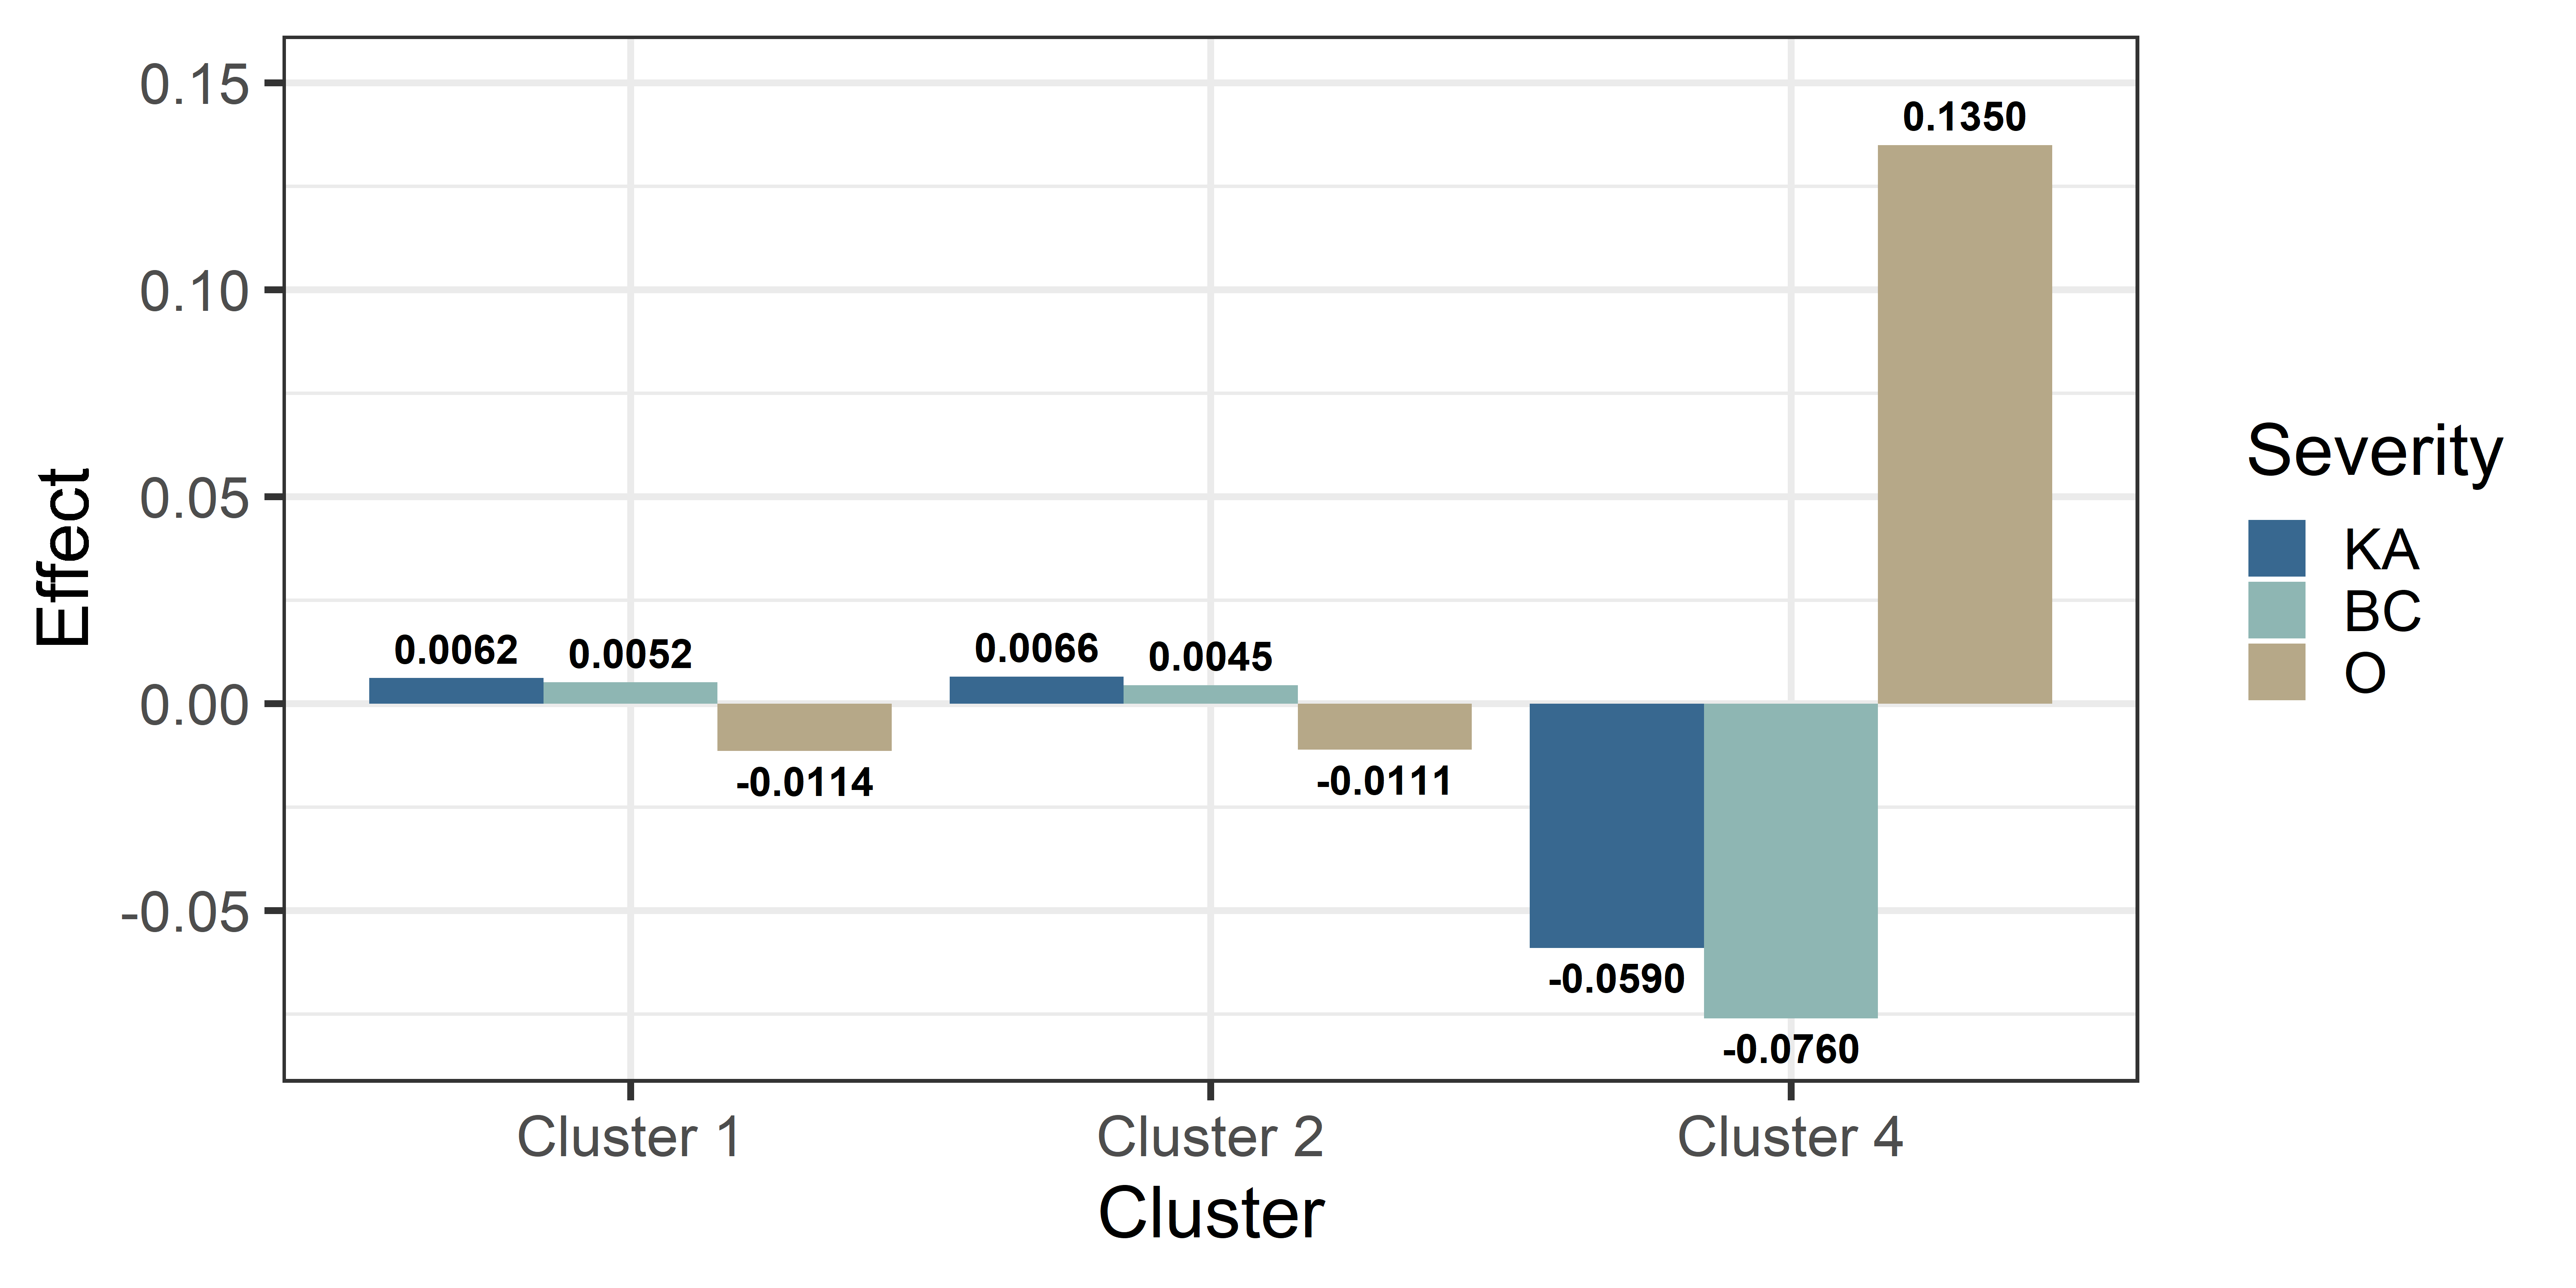 0.15
0.10
0.05
0.00
-0.05
Effect
0.0062
0.0052
-0.0114
0.0066
0.0045
-0.0111
-0.0590
-0.0760
0.1350
Cluster 1
Cluster 2
Cluster 4
Cluster
Severity
KA
BC
O